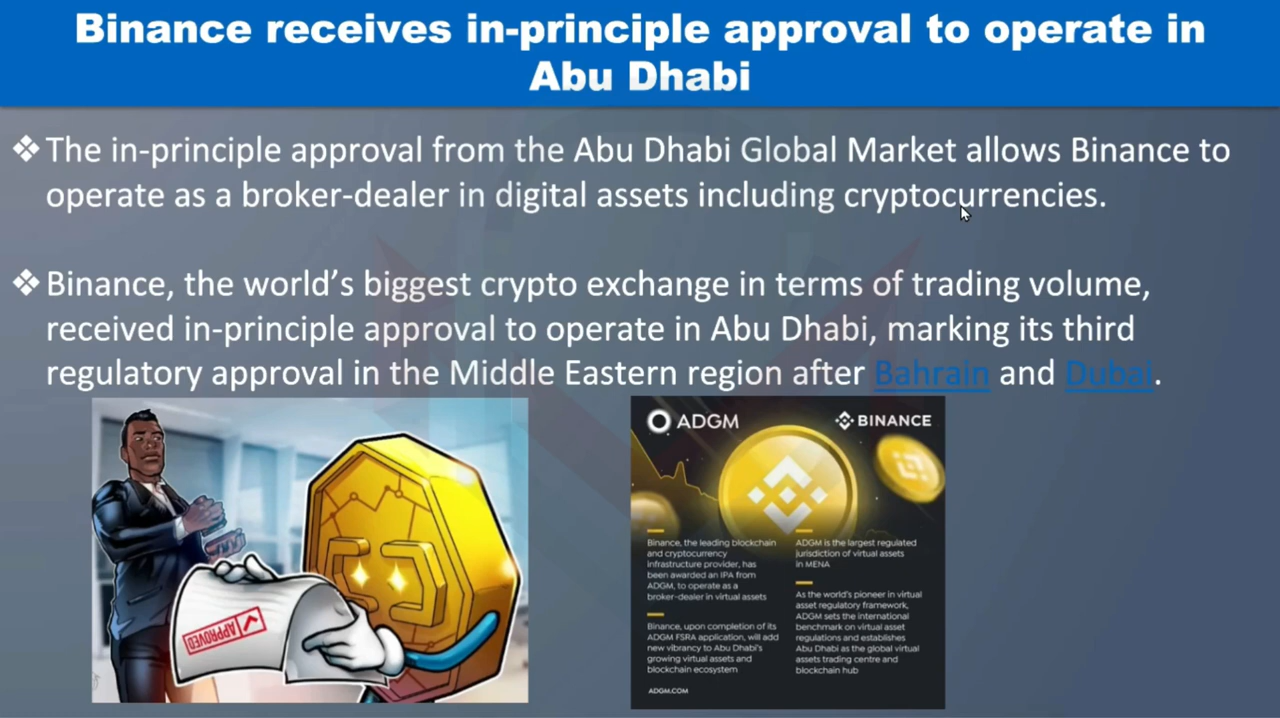 Binance receives in-principle approval to operate in
Abu Dhabi
The in-principle approval from the Abu Dhabi Global Market allows Binance to
operate as a broker-dealer in digital assets including cryptocurrencies.
Binance, the world's biggest crypto exchange in terms of trading volume,
received in-principle approval to operate in Abu Dhabi, marking its third
regulatory approval in the Middle Eastern region after Bahrain and Dubai.
APPROVED
ADGM
BINANCE
Binance, the leading blockchain
and cryptocurrency
infrastructure provider, has
been awarded an IPA from
ADGM, to operate as a
broker-dealer in virtual assets
Binance, upon completion of its
ADGM FSRA application, will add
new vibrancy to Abu Dhabi's
growing virtual assets and
blockchain ecosystem
ADGM is the largest regulated
jurisdiction of virtual assets
in MENA
As the world's pioneer in virtual
asset regulatory framework,
ADGM sets the international
benchmark on virtual asset
regulations and establishes
Abu Dhabi as the global virtual
assets trading centre and
blockchain hub
ADGM.COM